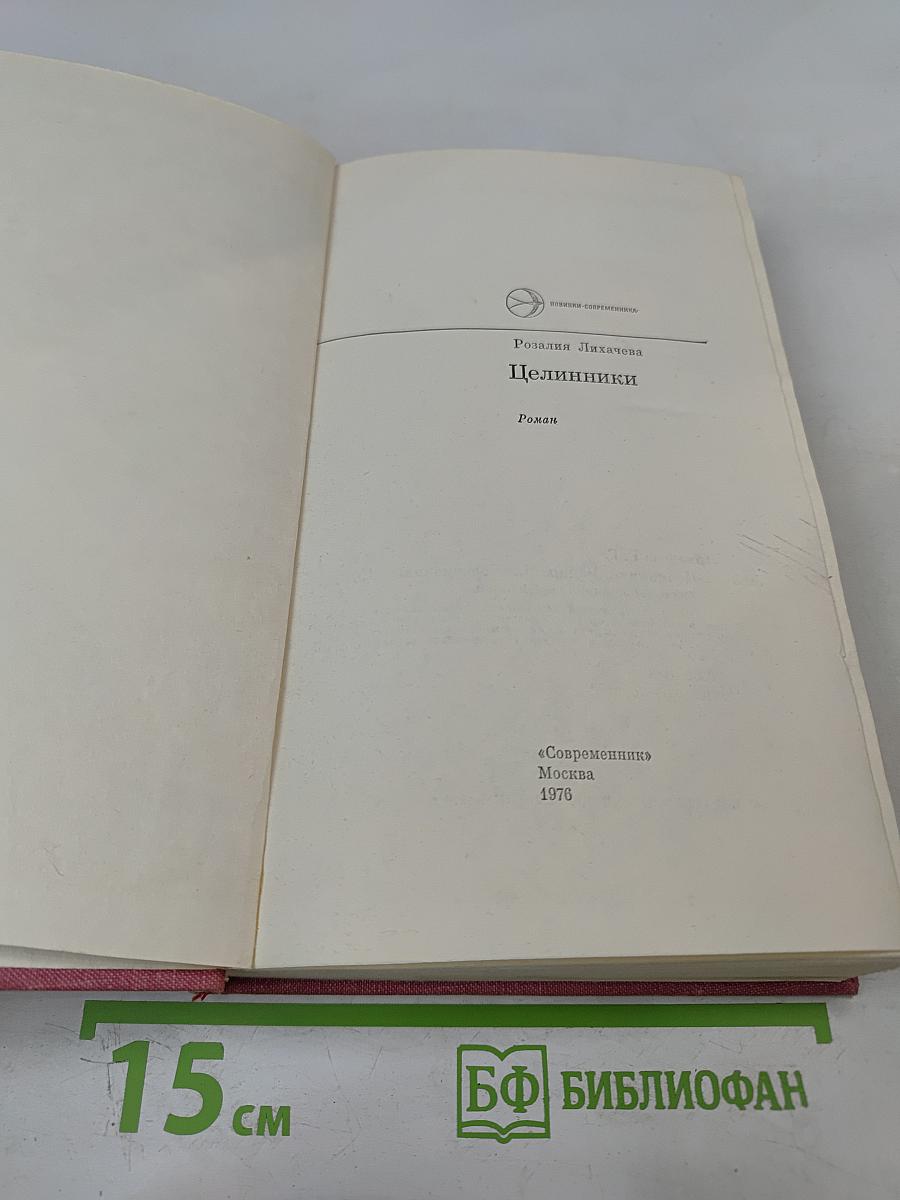 НОВИНКИ «СОВРЕМЕННИКА»
Розалия Лихачева
Целинники
Роман
«Современник»
Москва
1976
15 см
БФ БИБЛИОФАН